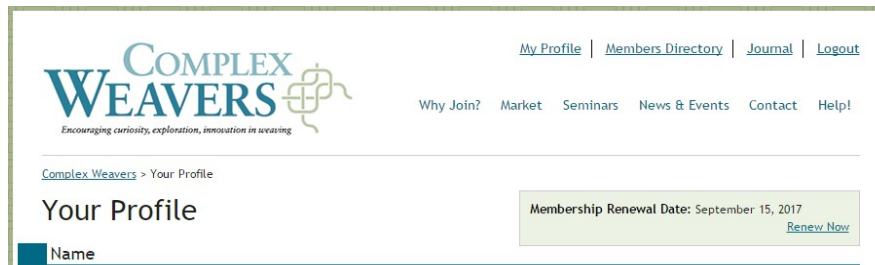 My Profile | Members Directory | Journal | Logout
COMPLEX
WEAVERS
Encouraging curiosity, exploration, innovation in weaving
Why Join? Market Seminars News & Events Contact Help!
Complex Weavers > Your Profile
Your Profile
Membership Renewal Date: September 15, 2017
Renew Now
Name